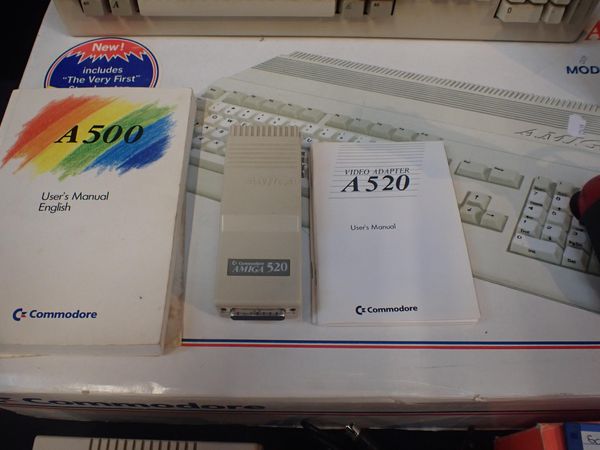 New!
includes
"The Very First"
MOD
A500
User's Manual
English
Commodore
Commodore
AMIGA 520
VIDEO ADAPTER
A520
User's Manual
Commodore
Commodore